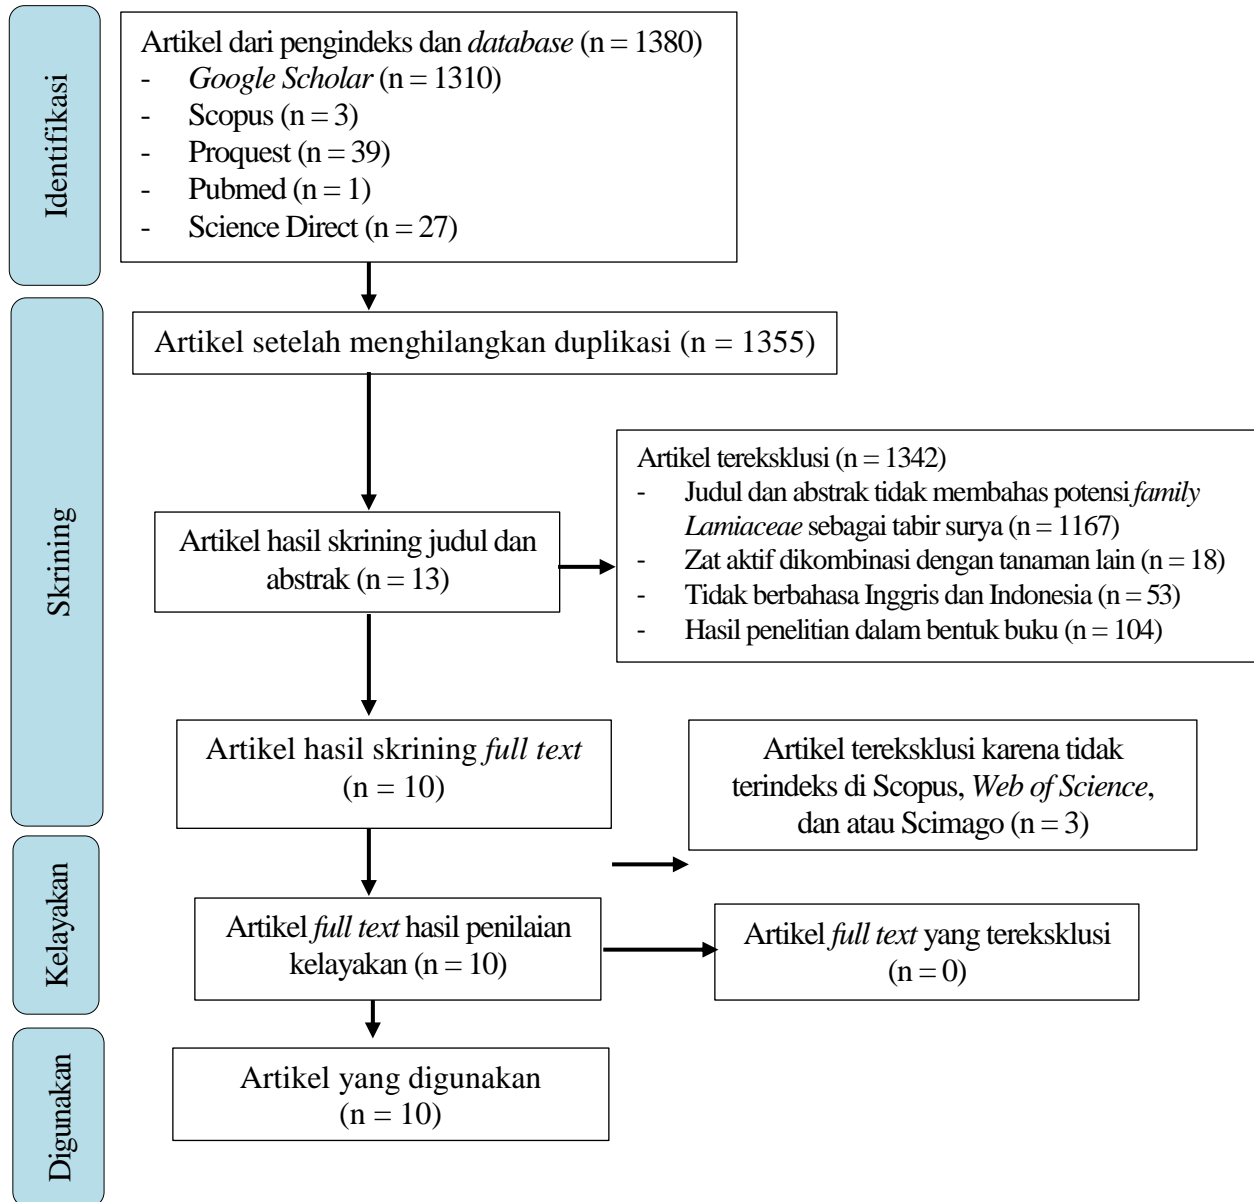 Identifikasi
Artikel dari pengindeks dan database (n = 1380)
- Google Scholar (n = 1310)
- Scopus (n = 3)
- Proquest (n = 39)
- Pubmed (n = 1)
- Science Direct (n = 27)
Skrining
Artikel setelah menghilangkan duplikasi (n = 1355)
Artikel hasil skrining judul dan
abstrak (n = 13)
Artikel tereksklusi (n = 1342)
- Judul dan abstrak tidak membahas potensi family
Lamiaceae sebagai tabir surya (n = 1167)
- Zat aktif dikombinasi dengan tanaman lain (n = 18)
- Tidak berbahasa Inggris dan Indonesia (n = 53)
- Hasil penelitian dalam bentuk buku (n = 104)
Artikel hasil skrining full text
(n = 10)
Artikel tereksklusi karena tidak
terindeks di Scopus, Web of Science,
dan atau Scimago (n = 3)
Kelayakan
Artikel full text hasil penilaian
kelayakan (n = 10)
Artikel full text yang tereksklusi
(n = 0)
Digunakan
Artikel yang digunakan
(n = 10)